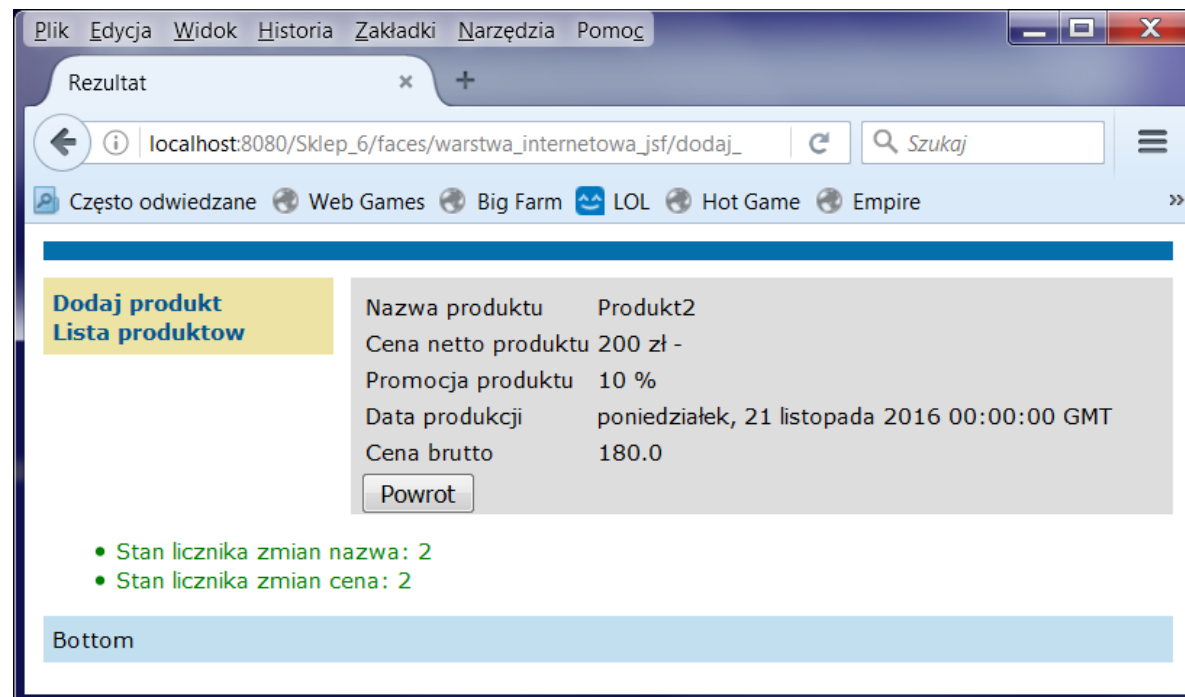 Plik Edycja Widok Historia Zakładki Narzędzia Pomoc
Rezultat
localhost:8080/Sklep_6/faces/warstwa_internetowa_jsf/dodaj_
Szukaj
Często odwiedzane Web Games Big Farm LOL Hot Game Empire
Dodaj produkt
Lista produktow
Nazwa produktu Produkt2
Cena netto produktu 200 zł -
Promocja produktu 10 %
Data produkcji poniedziałek, 21 listopada 2016 00:00:00 GMT
Cena brutto 180.0
Powrot
• Stan licznika zmian nazwa: 2
• Stan licznika zmian cena: 2
Bottom